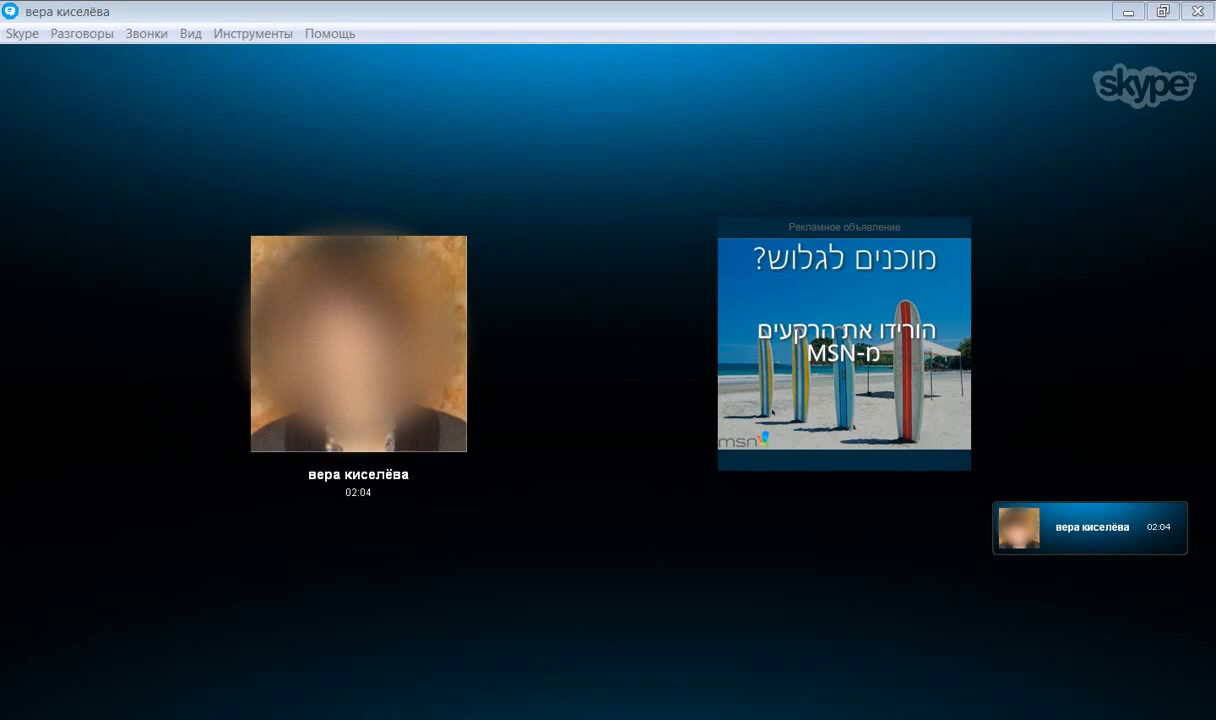 вера киселёва
Skype Разговоры Звонки Вид Инструменты Помощь
skype™
Рекламное объявление
מוכנים לגלוש?
הורידו את הרקעים
מ-MSN
msn
вера киселёва
02:04
вера киселёва 02:04